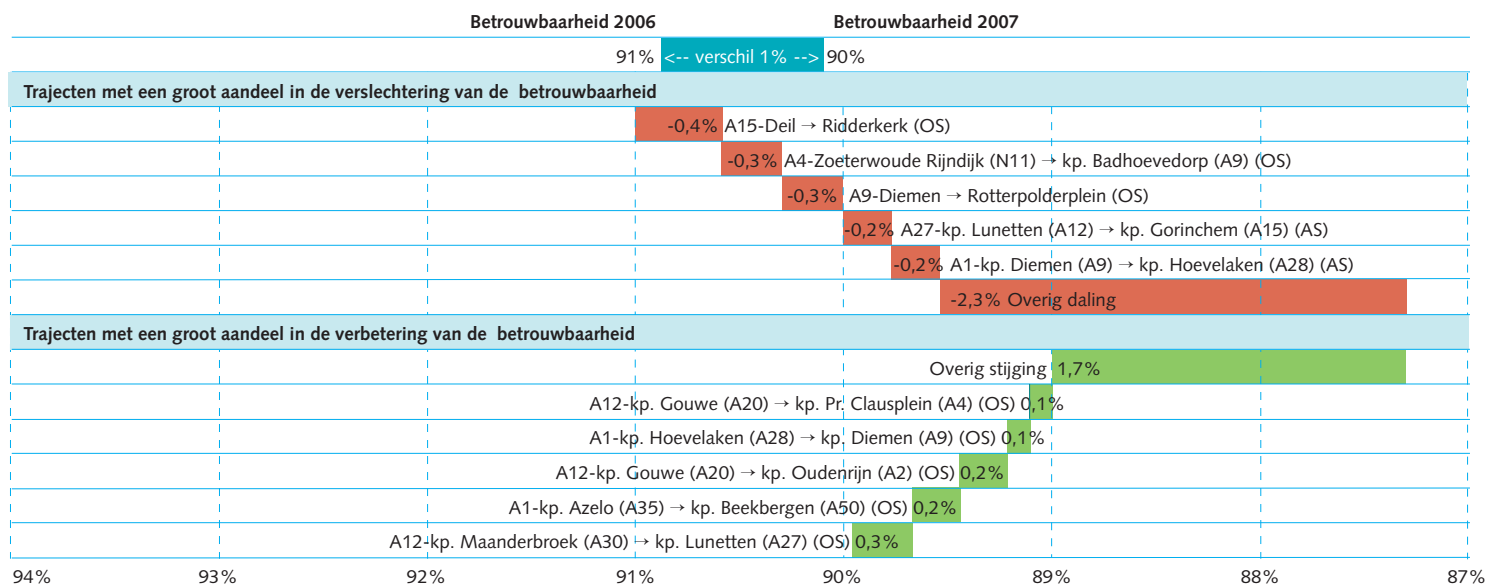 Betrouwbaarheid 2006 Betrouwbaarheid 2007
91% <-- verschil 1% --> 90%
Trajecten met een groot aandeel in de verslechtering van de betrouwbaarheid
-0,4% A15-Deil → Ridderkerk (OS)
-0,3% A4-Zoeterwoude Rijndijk (N11) → kp. Badhoevedorp (A9) (OS)
-0,3% A9-Diemen → Rotterpolderplein (OS)
-0,2% A27-kp. Lunetten (A12) → kp. Gorinchem (A15) (AS)
-0,2% A1-kp. Diemen (A9) → kp. Hoevelaken (A28) (AS)
-2,3% Overig daling
Trajecten met een groot aandeel in de verbetering van de betrouwbaarheid
Overig stijging 1,7%
A12-kp. Gouwe (A20) → kp. Pr. Clausplein (A4) (OS) 0,1%
A1-kp. Hoevelaken (A28) → kp. Diemen (A9) (OS) 0,1%
A12-kp. Gouwe (A20) → kp. Oudenrijn (A2) (OS) 0,2%
A1-kp. Azelo (A35) → kp. Beekbergen (A50) (OS) 0,2%
A12-kp. Maanderbroek (A30) → kp. Lunetten (A27) (OS) 0,3%
94% 93% 92% 91% 90% 89% 88% 87%